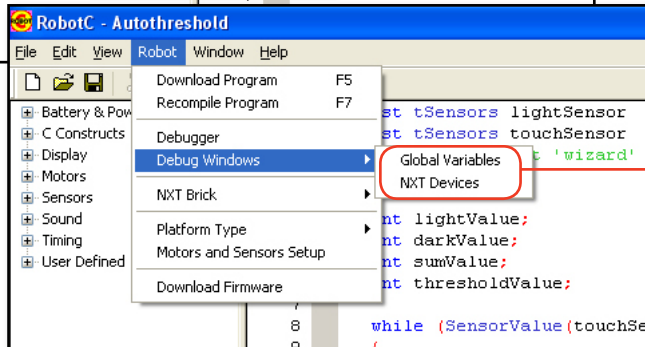 RobotC - Autothreshold
File Edit View Robot Window Help
Download Program F5
Recompile Program F7
Debugger
Debug Windows
NXT Brick
Platform Type
Motors and Sensors Setup
Download Firmware
Global Variables
NXT Devices
Battery & Pow
C Constructs
Display
Motors
Sensors
Sound
Timing
User Defined
st tSensors lightSensor
st tSensors touchSensor
'wizard'
nt lightValue;
nt darkValue;
nt sumValue;
nt thresholdValue;
8 while (SensorValue(touchSe